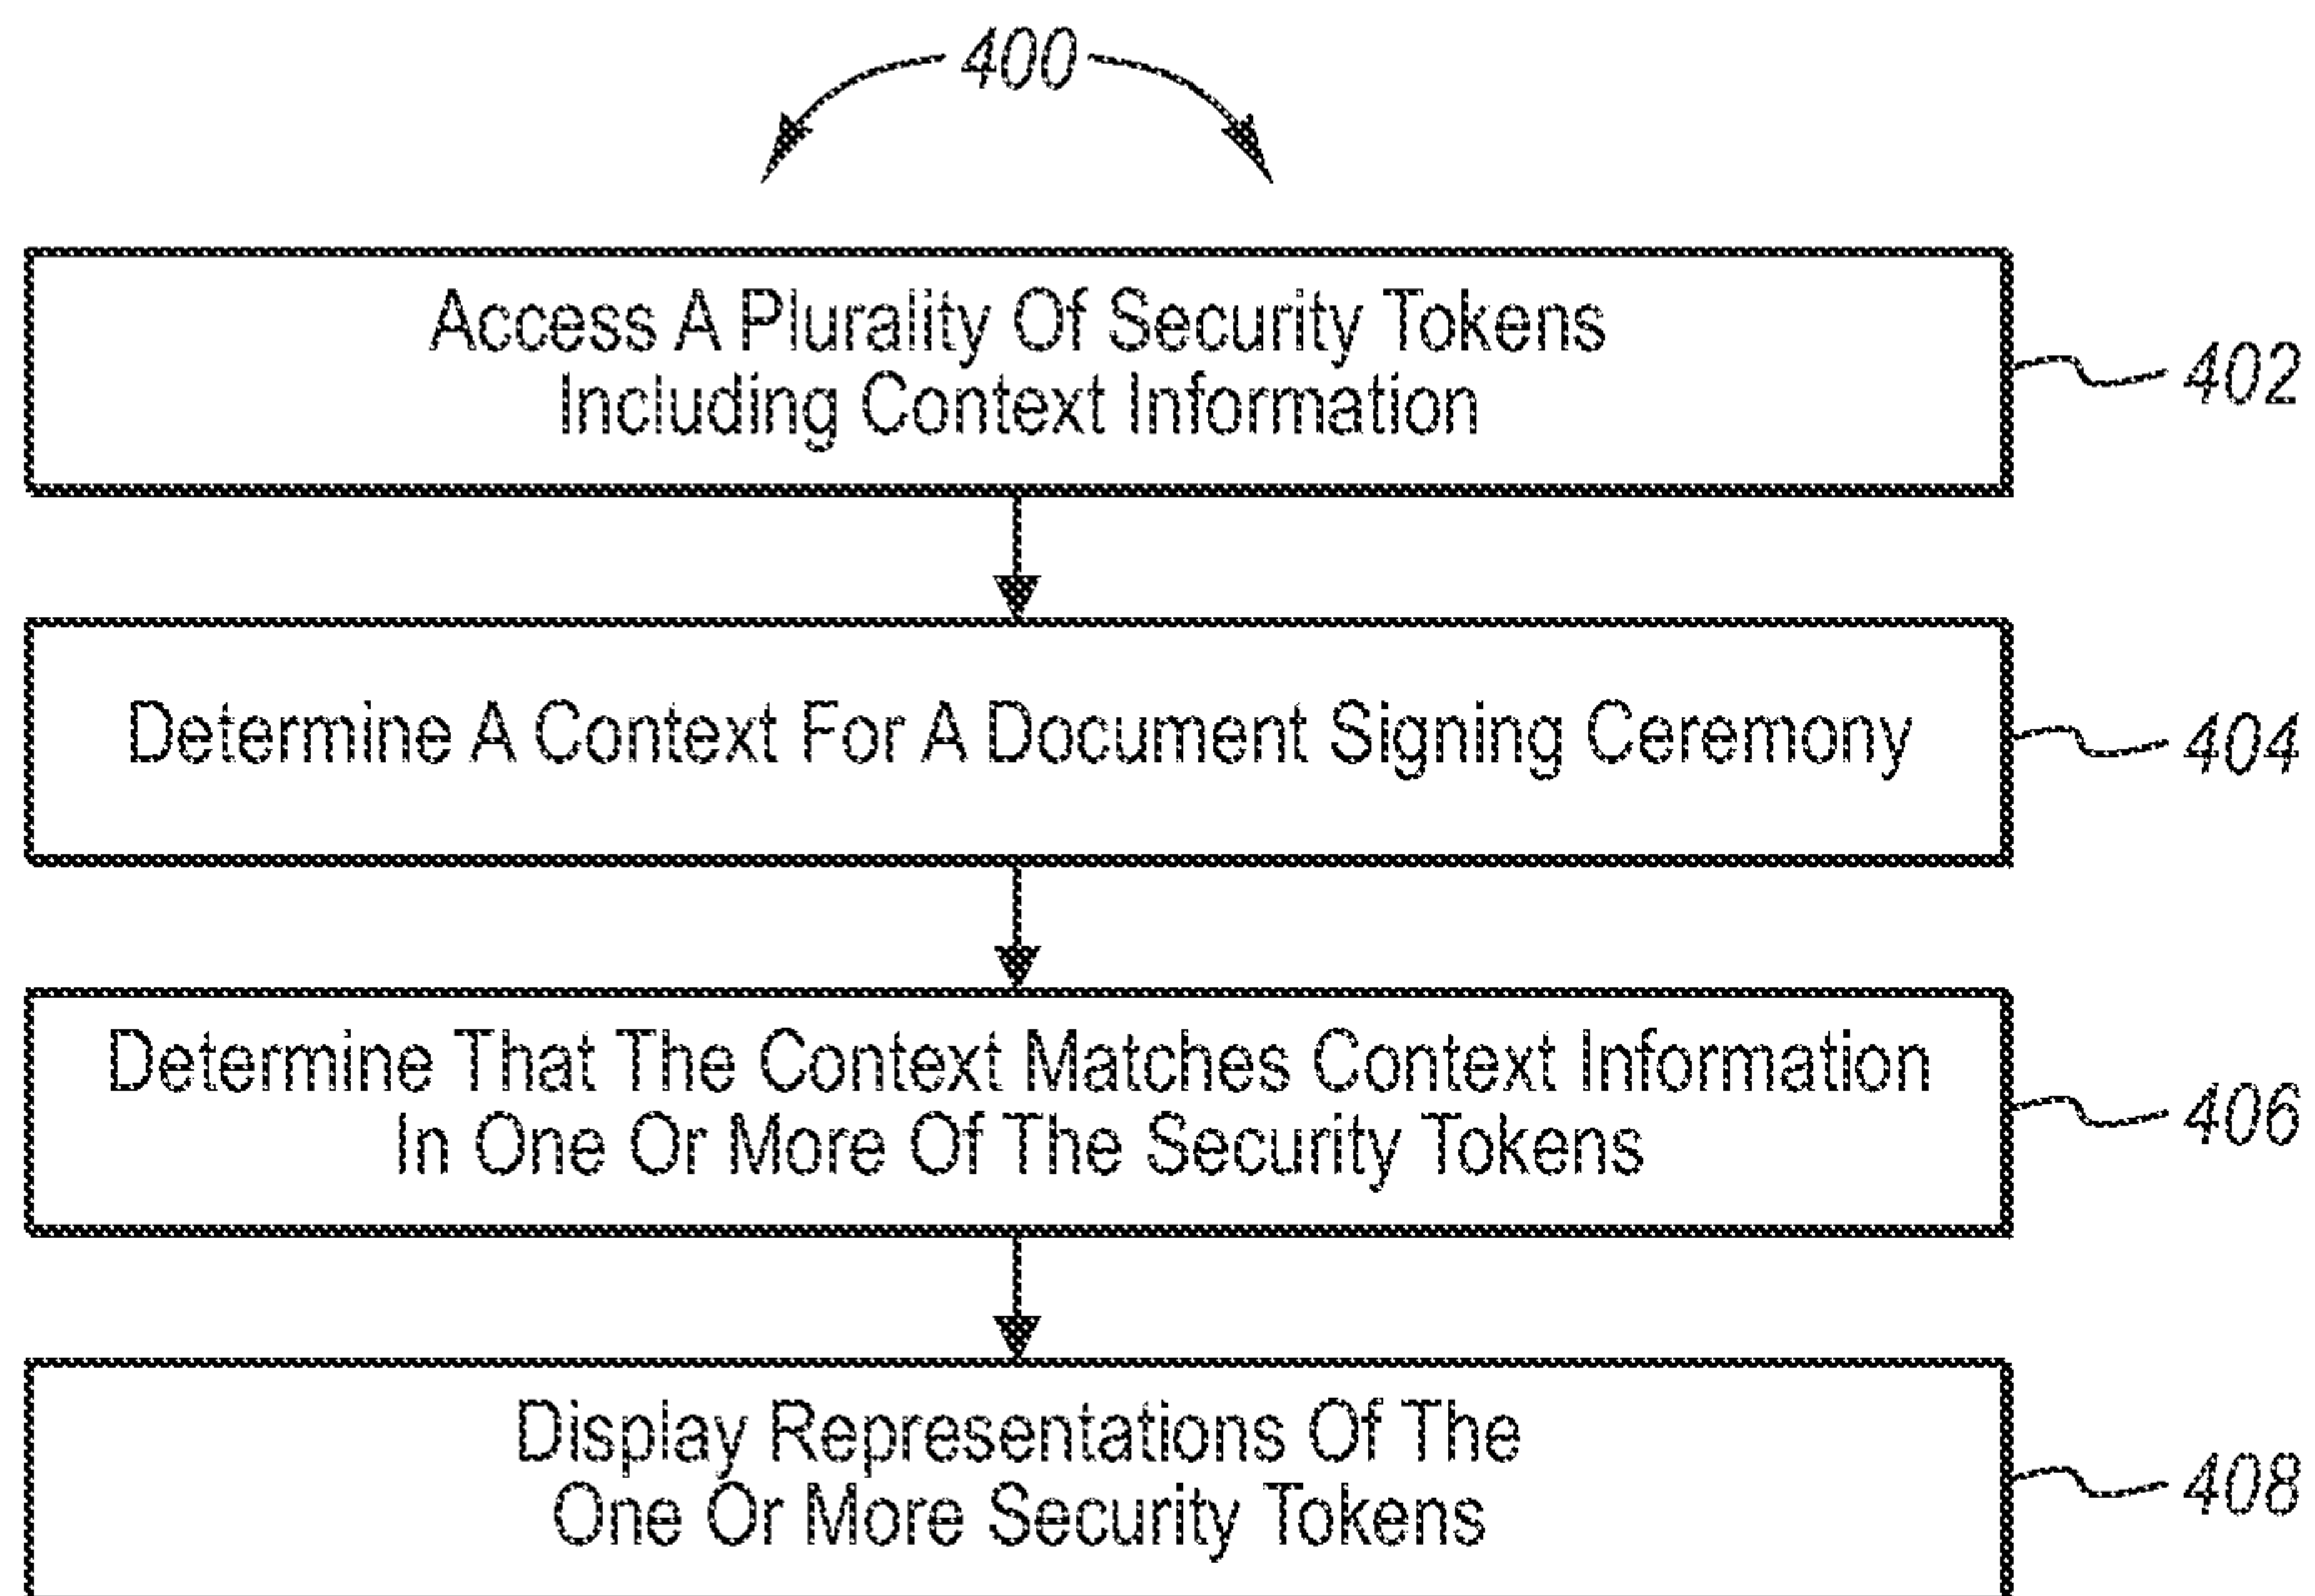 400
Access A Plurality Of Security Tokens
Including Context Information
402
Determine A Context For A Document Signing Ceremony
404
Determine That The Context Matches Context Information
In One Or More Of The Security Tokens
406
Display Representations Of The
One Or More Security Tokens
408